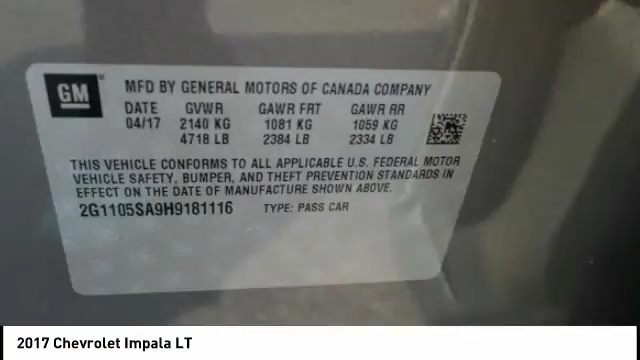 GM
MFD BY GENERAL MOTORS OF CANADA COMPANY
DATE GVWR GAWR FRT GAWR RR
04/17 2140 KG 1081 KG 1059 KG
4718 LB 2384 LB 2334 LB
THIS VEHICLE CONFORMS TO ALL APPLICABLE U.S. FEDERAL MOTOR
VEHICLE SAFETY, BUMPER, AND THEFT PREVENTION STANDARDS IN
EFFECT ON THE DATE OF MANUFACTURE SHOWN ABOVE.
2G1105SA9H9181116 TYPE: PASS CAR
2017 Chevrolet Impala LT